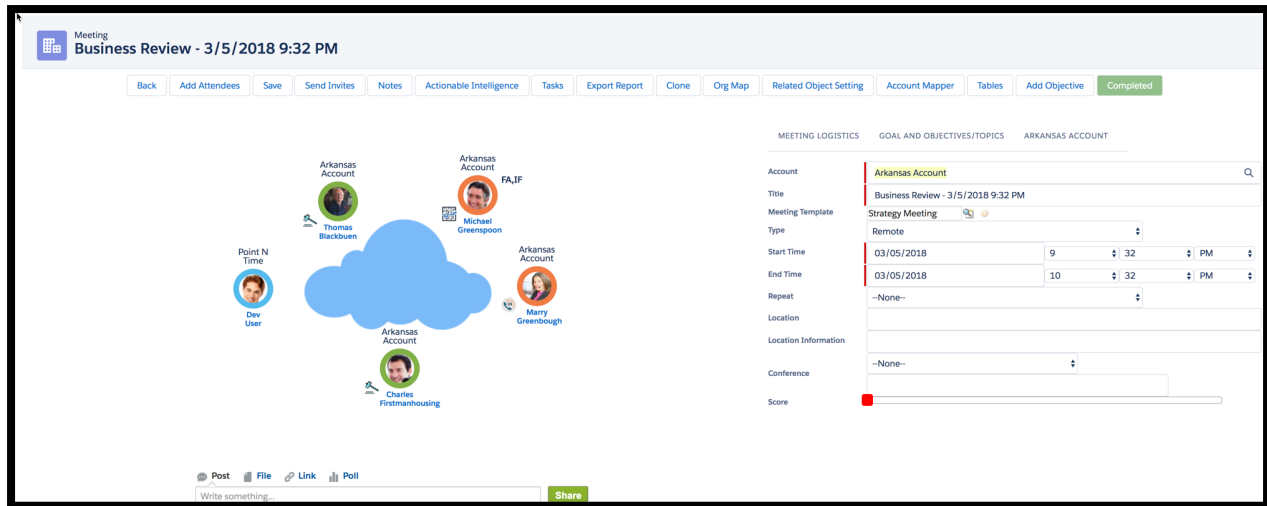 Meeting
Business Review - 3/5/2018 9:32 PM
Back Add Attendees Save Send Invites Notes Actionable Intelligence Tasks Export Report Clone Org Map Related Object Setting Account Mapper Tables Add Objective Completed
MEETING LOGISTICS GOAL AND OBJECTIVES/TOPICS ARKANSAS ACCOUNT
Arkansas
Account
Thomas
Blackbuen
Arkansas
Account
FA,IF
Michael
Greenspoon
Point N
Time
Dev
User
Arkansas
Account
24
Marry
Greenbough
Arkansas
Account
Charles
Firstmanhousing
Account Arkansas Account
Title Business Review - 3/5/2018 9:32 PM
Meeting Template Strategy Meeting
Type Remote
Start Time 03/05/2018 9 32 PM
End Time 03/05/2018 10 32 PM
Repeat --None--
Location
Location Information
Conference --None--
Score
Post File Link Poll
Write something...
Share